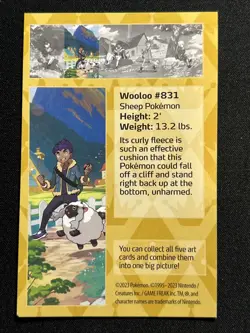 Wooloo #831
Sheep Pokémon
Height: 2'
Weight: 13.2 lbs.
Its curly fleece is
such an effective
cushion that this
Pokémon could fall
off a cliff and stand
right back up at the
bottom, unharmed.
You can collect all five art
cards and combine them
into one big picture!
©2023 Pokémon. ©1995–2023 Nintendo /
Creatures Inc. / GAME FREAK inc. TM, ®, and
character names are trademarks of Nintendo.